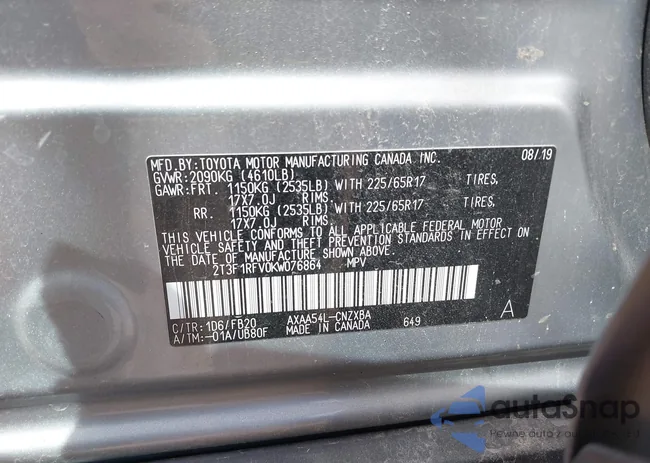 MFD.BY:TOYOTA MOTOR MANUFACTURING CANADA INC. 08/19
GVWR:2090KG (4610LB)
GAWR:FRT. 1150KG (2535LB) WITH 225/65R17 TIRES,
17X7.0J RIMS.
RR. 1150KG (2535LB) WITH 225/65R17 TIRES,
17X7.0J RIMS.
THIS VEHICLE CONFORMS TO ALL APPLICABLE FEDERAL MOTOR
VEHICLE SAFETY AND THEFT PREVENTION STANDARDS IN EFFECT ON
THE DATE OF MANUFACTURE SHOWN ABOVE.
2T3F1RFV0KW076864 MPV
C/TR:1D6/FB20 AXAA54L-CNZXBA A
A/TM:-01A/UB80F MADE IN CANADA 649
autaSnap
Pewne auto z